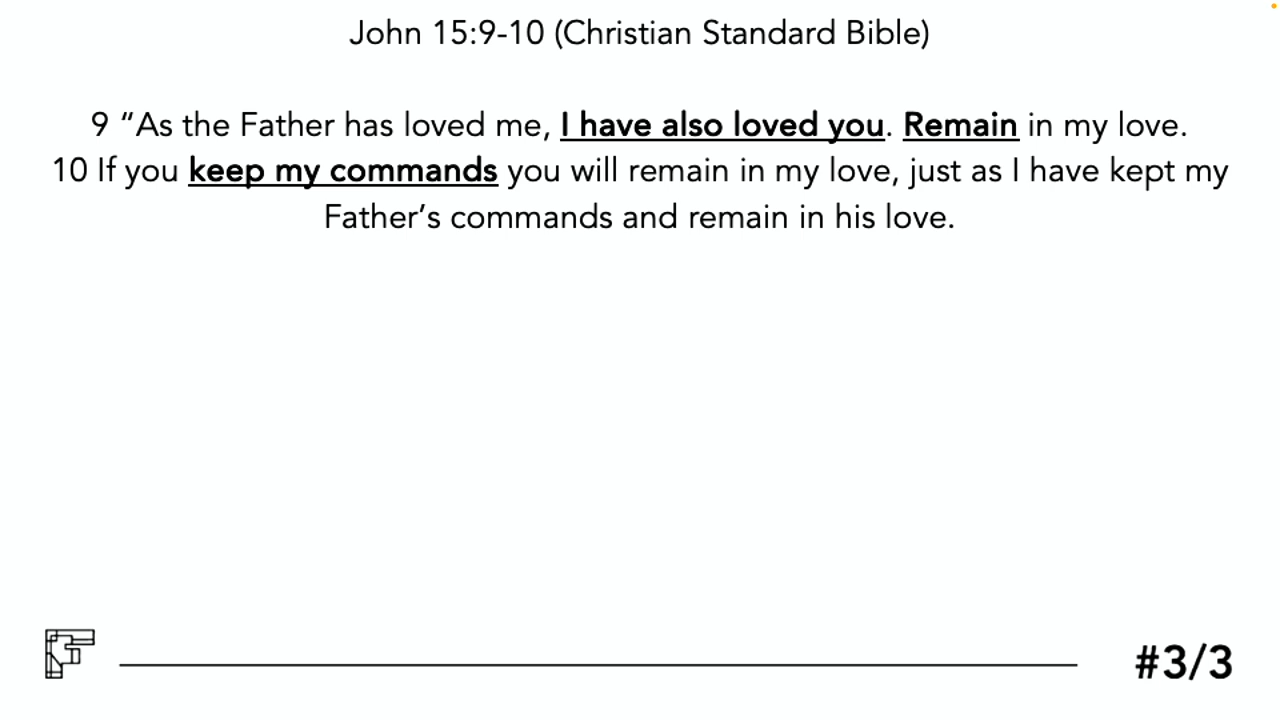 John 15:9-10 (Christian Standard Bible)
9 “As the Father has loved me, I have also loved you. Remain in my love.
10 If you keep my commands you will remain in my love, just as I have kept my
Father’s commands and remain in his love.
#3/3